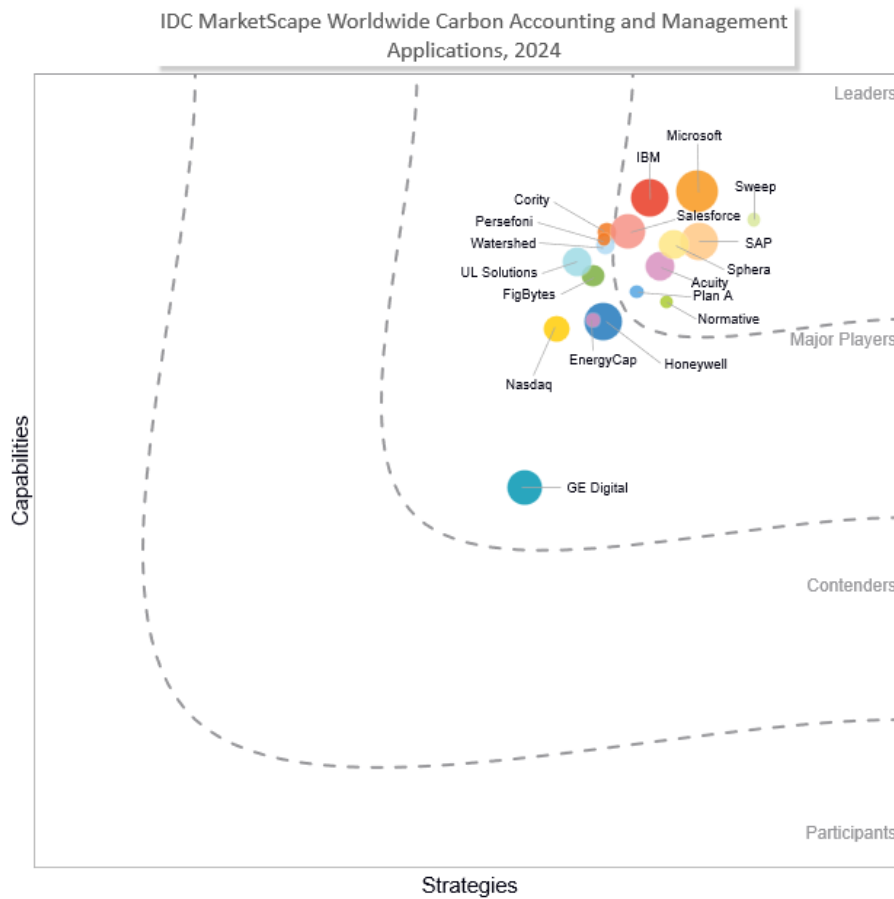 IDC MarketScape Worldwide Carbon Accounting and Management
Applications, 2024
Leaders
Microsoft
IBM
Sweep
Cority
Salesforce
Persefoni
Watershed
SAP
Sphera
UL Solutions
Acuity
FigBytes
Plan A
Normative
Major Players
EnergyCap
Honeywell
Nasdaq
Capabilities
GE Digital
Contenders
Participants
Strategies